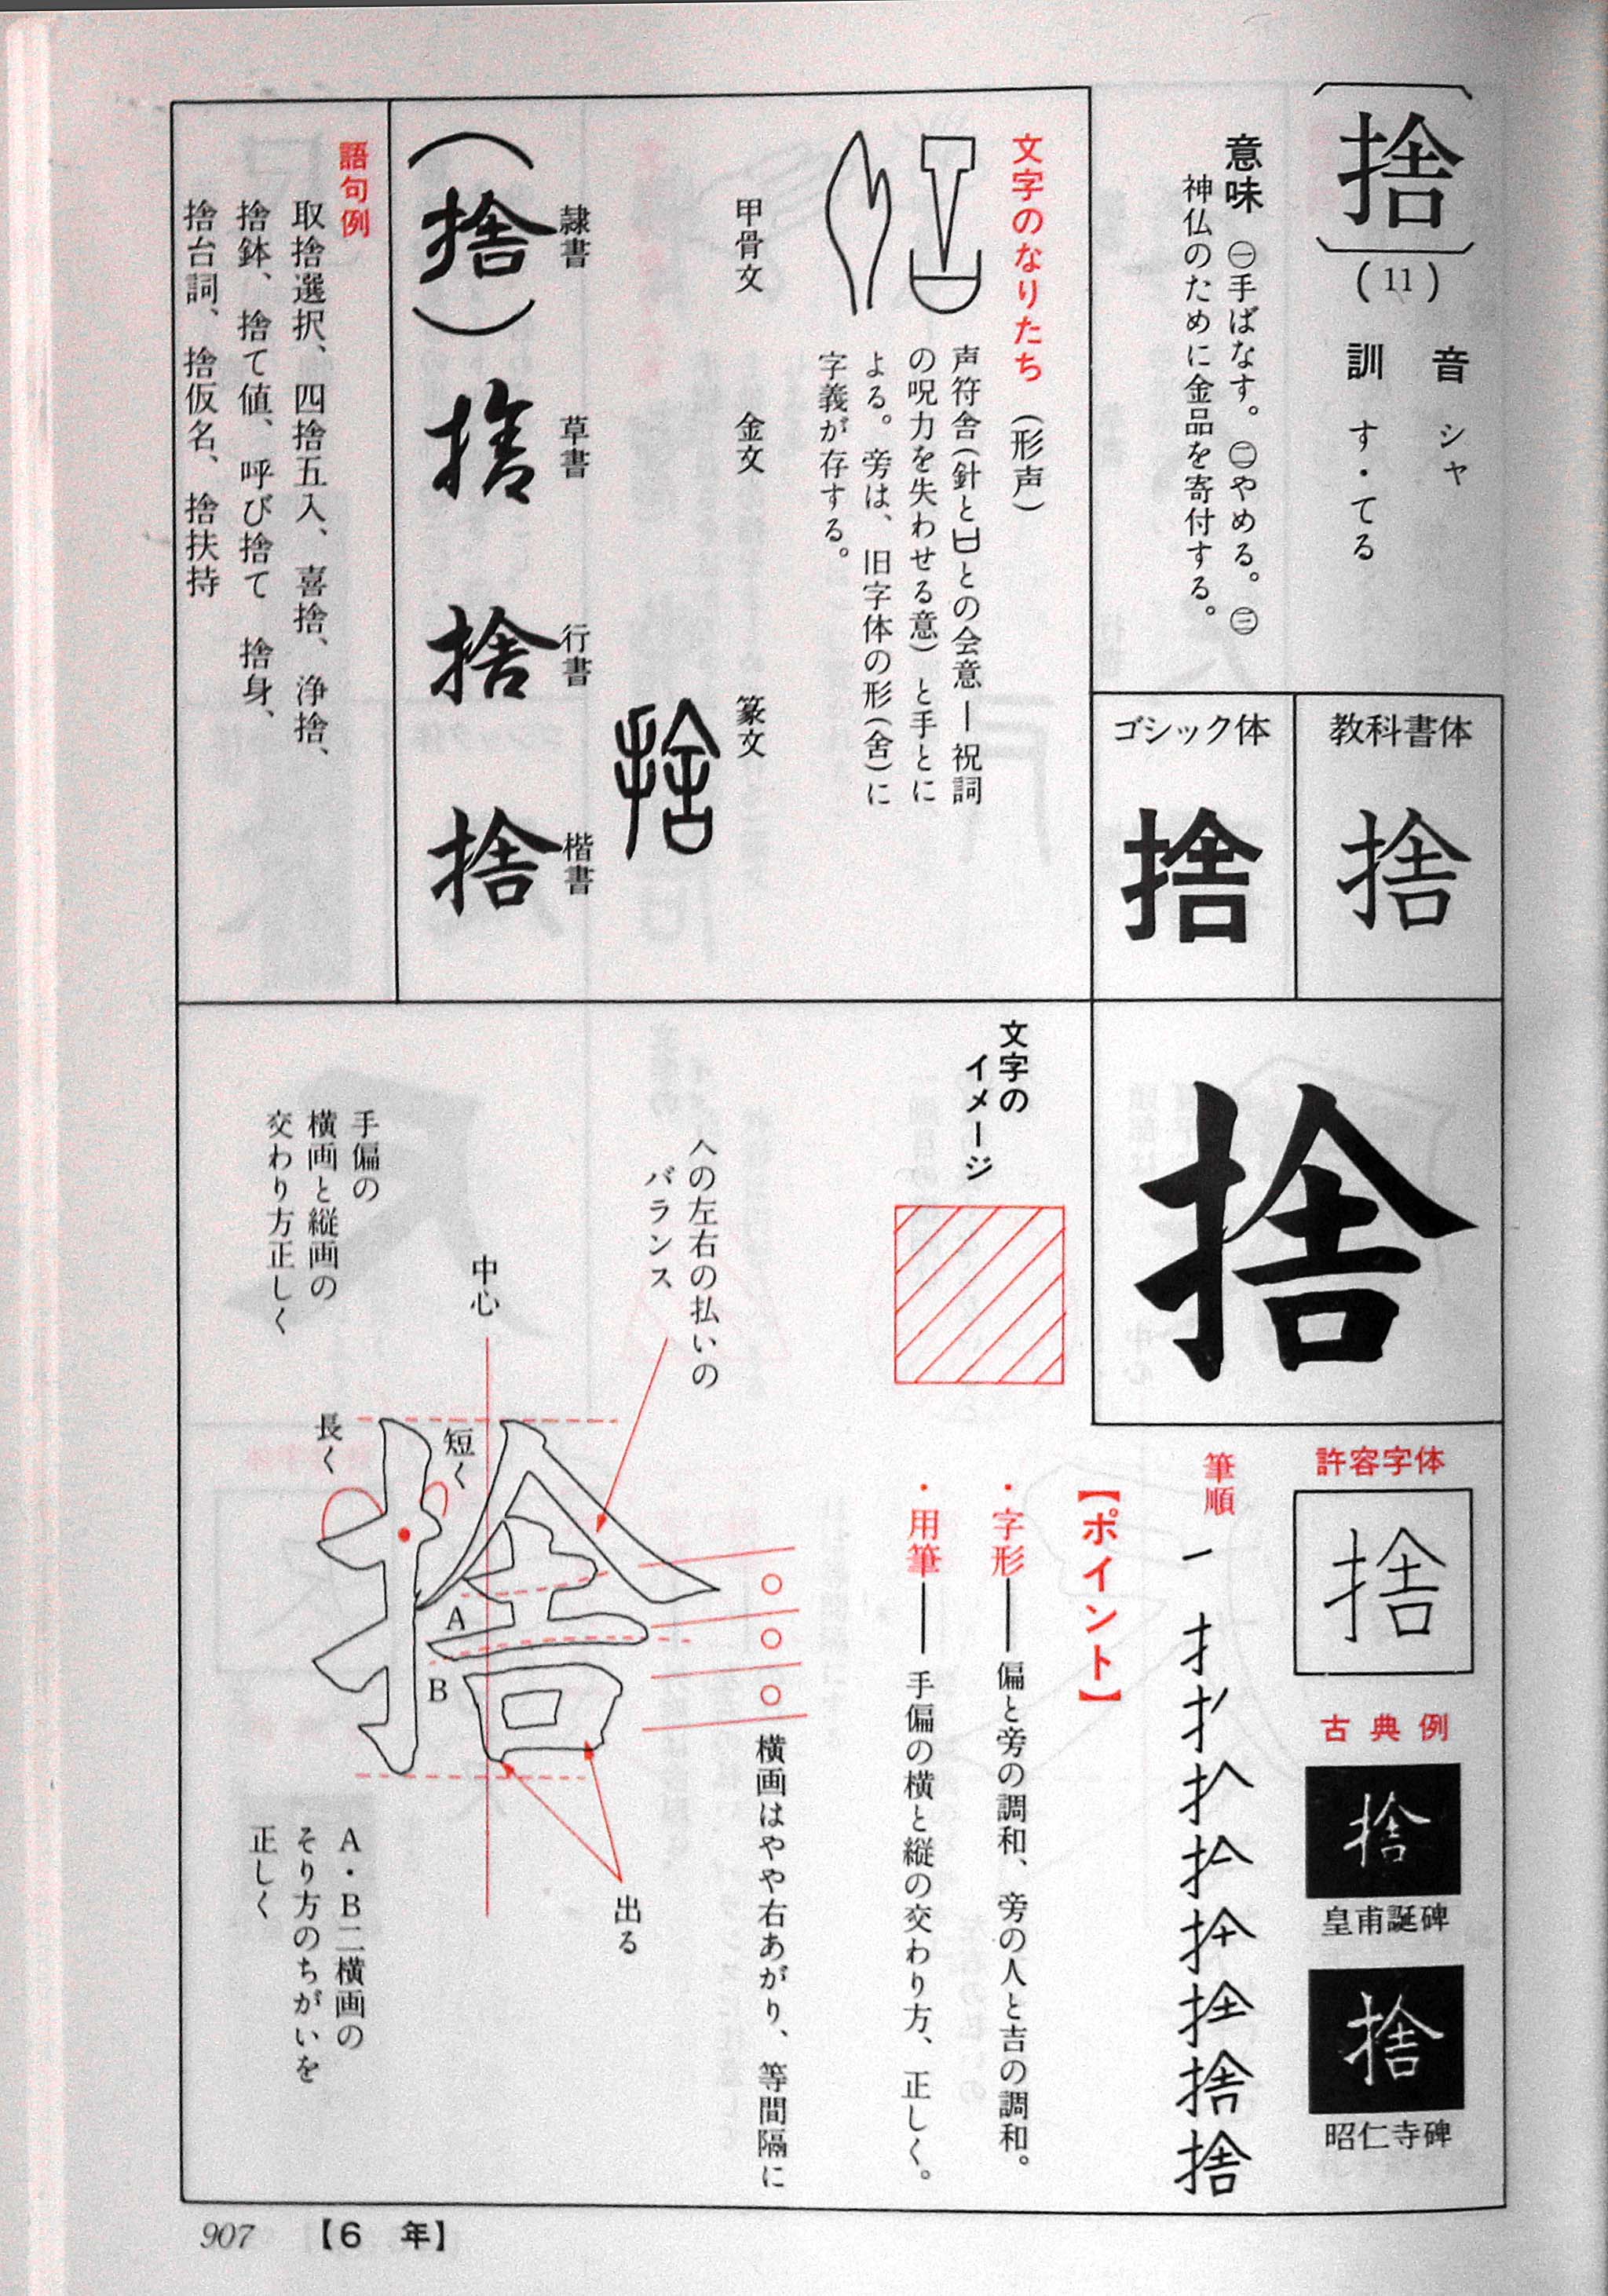 捨
(11)
音 シャ
訓 す・てる
意味 ㊀手ばなす。㊁やめる。㊂
神仏のために金品を寄付する。
教科書体
捨
ゴシック体
捨
文字のなりたち (形声)
声符舎(針と𠙵との会意―祝詞
の呪力を失わせる意)と手とに
よる。旁は、旧字体の形(舍)に
字義が存する。
甲骨文
金文
篆文
捨
隷書
(捨)
草書
捨
行書
捨
楷書
捨
語句例
取捨選択、四捨五入、喜捨、浄捨、
捨鉢、捨て値、呼び捨て 捨身、
捨台詞、捨仮名、捨扶持
捨
許容字体
捨
古典例
捨
皇甫誕碑
捨
昭仁寺碑
筆順
捨
【ポイント】
・字形――偏と旁の調和、旁の人と吉の調和。
・用筆――手偏の横と縦の交わり方、正しく。
文字の
イメージ
への左右の払いの
バランス
横画はやや右あがり、等間隔に
中心
短く
長く
捨
A
B
出る
手偏の
横画と縦画の
交わり方正しく
A・B二横画の
そり方のちがいを
正しく
907 【6 年】